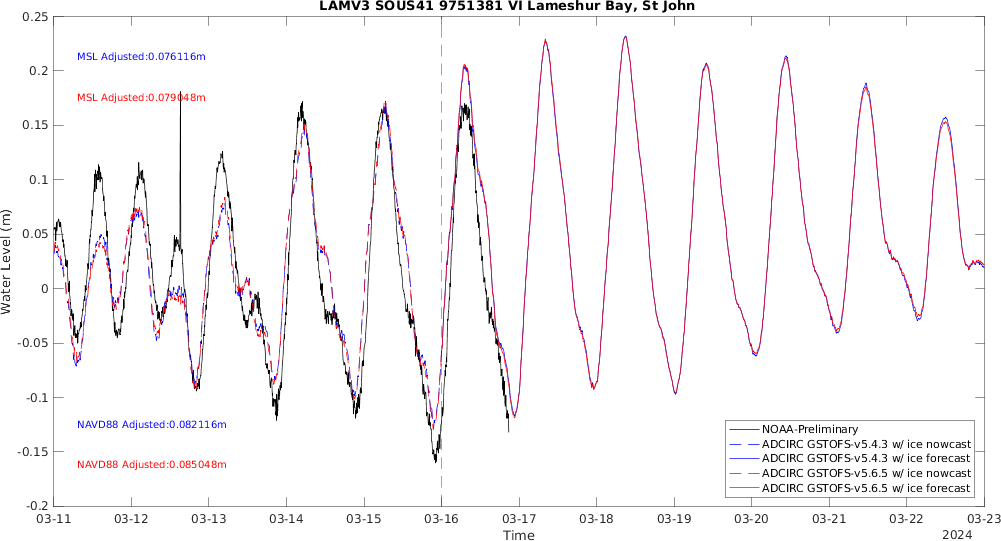 LAMV3 SOUS41 9751381 VI Lameshur Bay, St John
0.25
0.2
0.15
0.1
0.05
0
-0.05
-0.1
-0.15
-0.2
Water Level (m)
MSL Adjusted:0.076116m
MSL Adjusted:0.079048m
NAVD88 Adjusted:0.082116m
NAVD88 Adjusted:0.085048m
NOAA-Preliminary
ADCIRC GSTOFS-v5.4.3 w/ ice nowcast
ADCIRC GSTOFS-v5.4.3 w/ ice forecast
ADCIRC GSTOFS-v5.6.5 w/ ice nowcast
ADCIRC GSTOFS-v5.6.5 w/ ice forecast
03-11 03-12 03-13 03-14 03-15 03-16 03-17 03-18 03-19 03-20 03-21 03-22 03-23
Time
2024